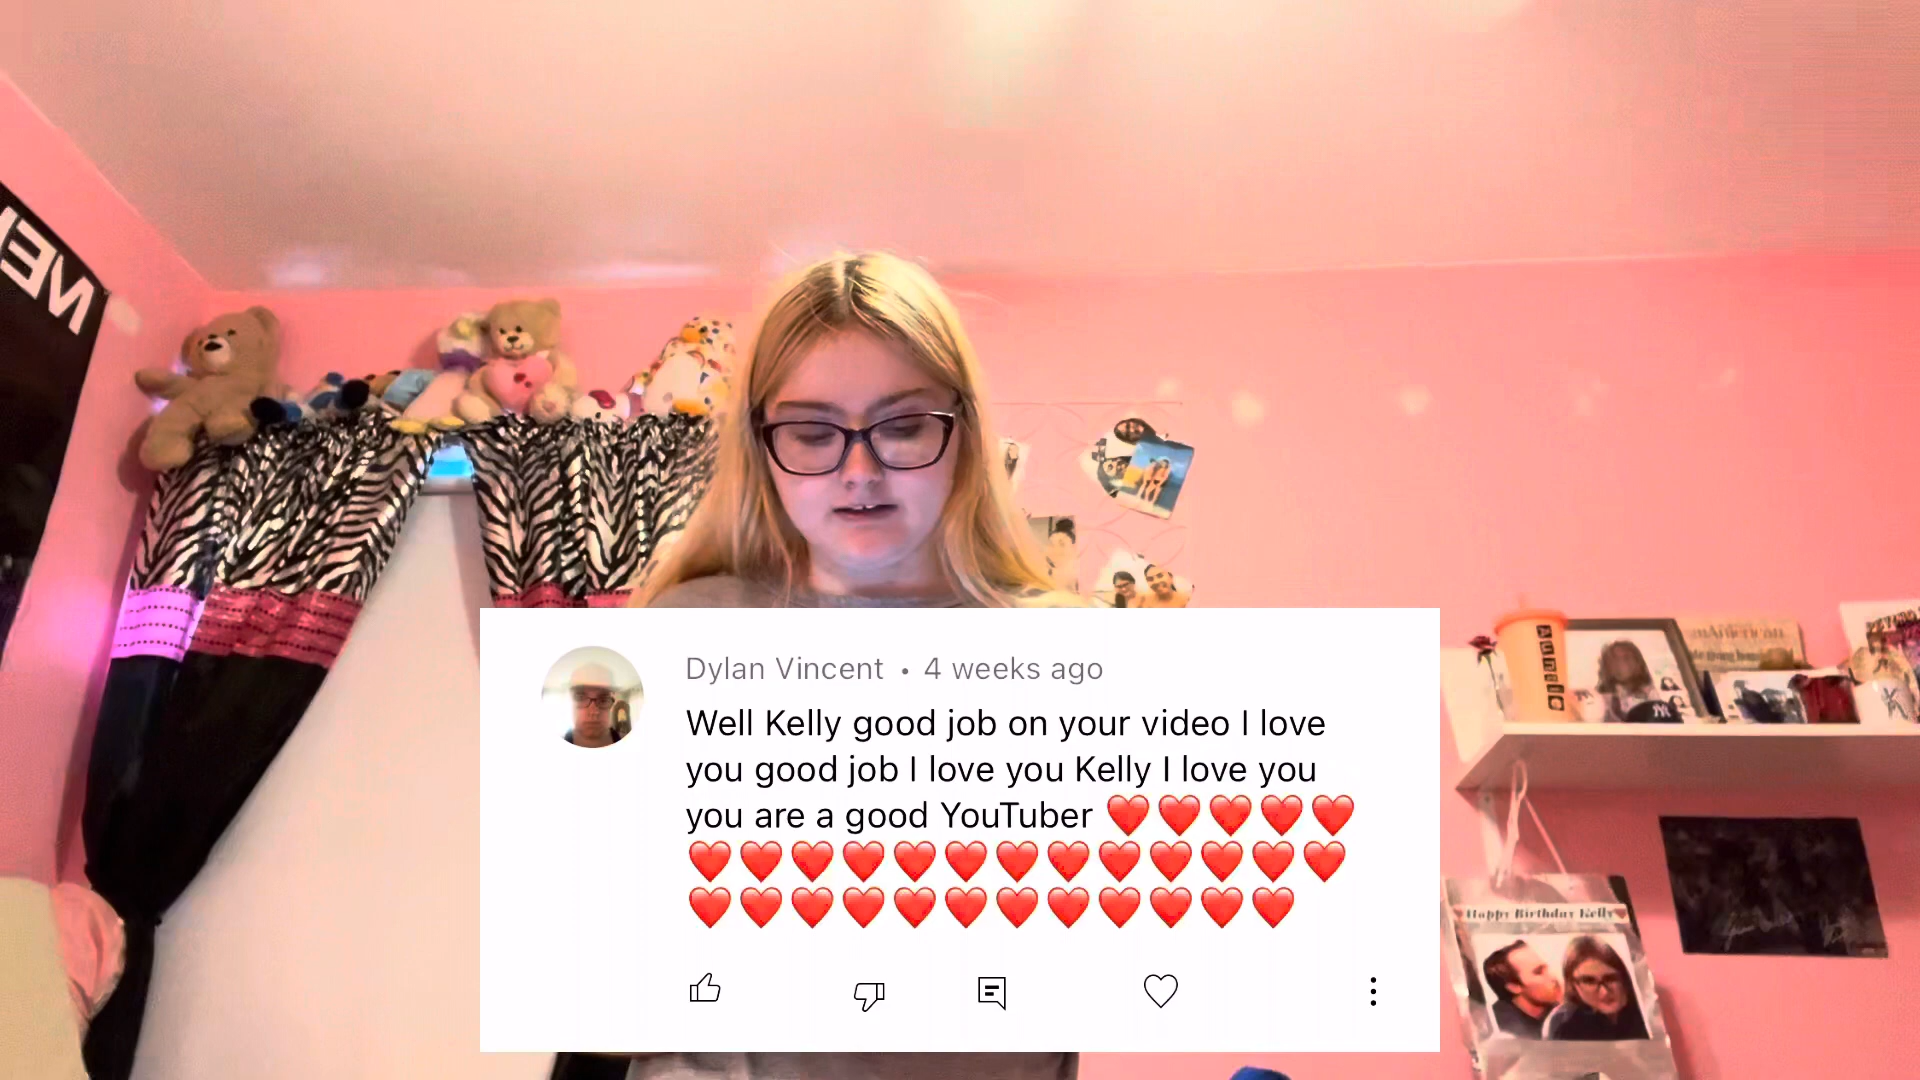 Dylan Vincent • 4 weeks ago
Well Kelly good job on your video I love
you good job I love you Kelly I love you
you are a good YouTuber ❤️❤️❤️❤️❤️
❤️❤️❤️❤️❤️❤️❤️❤️❤️❤️❤️❤️❤️
❤️❤️❤️❤️❤️❤️❤️❤️❤️❤️❤️❤️
Happy Birthday Kelly